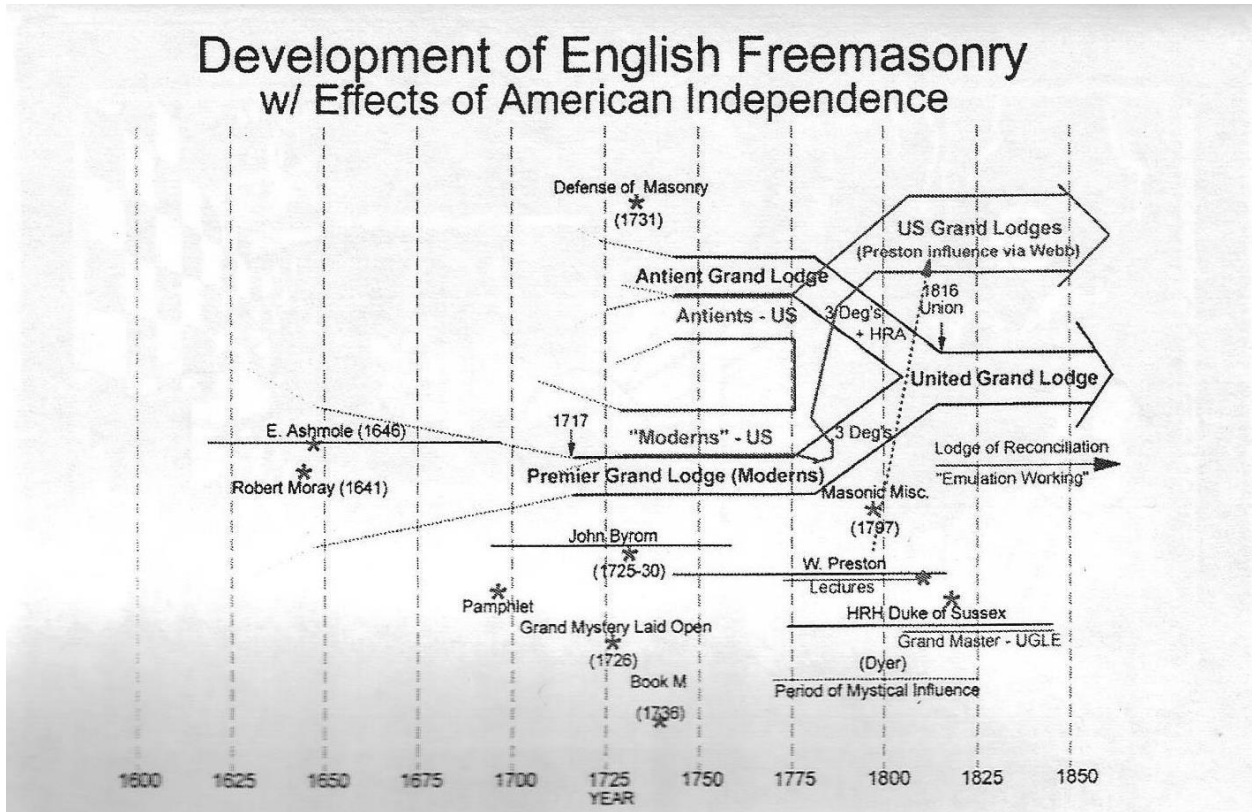 Development of English Freemasonry
w/ Effects of American Independence
Defense of Masonry
(1731)
US Grand Lodges
(Preston influence via Webb)
Antient Grand Lodge
1816
Union
Antients - US
3 Deg's
+ HRA
United Grand Lodge
1717
E. Ashmole (1646)
"Moderns" - US
3 Deg's
Lodge of Reconciliation
"Emulation Working"
Robert Moray (1641)
Premier Grand Lodge (Moderns)
Masonic Misc.
(1797)
John Byrom
(1725-30)
W. Preston
Lectures
Pamphlet
HRH Duke of Sussex
Grand Mystery Laid Open
(1726)
Grand Master - UGLE
(Dyer)
Book M
Period of Mystical Influence
(1736)
1600 1625 1650 1675 1700 1725 1750 1775 1800 1825 1850
YEAR